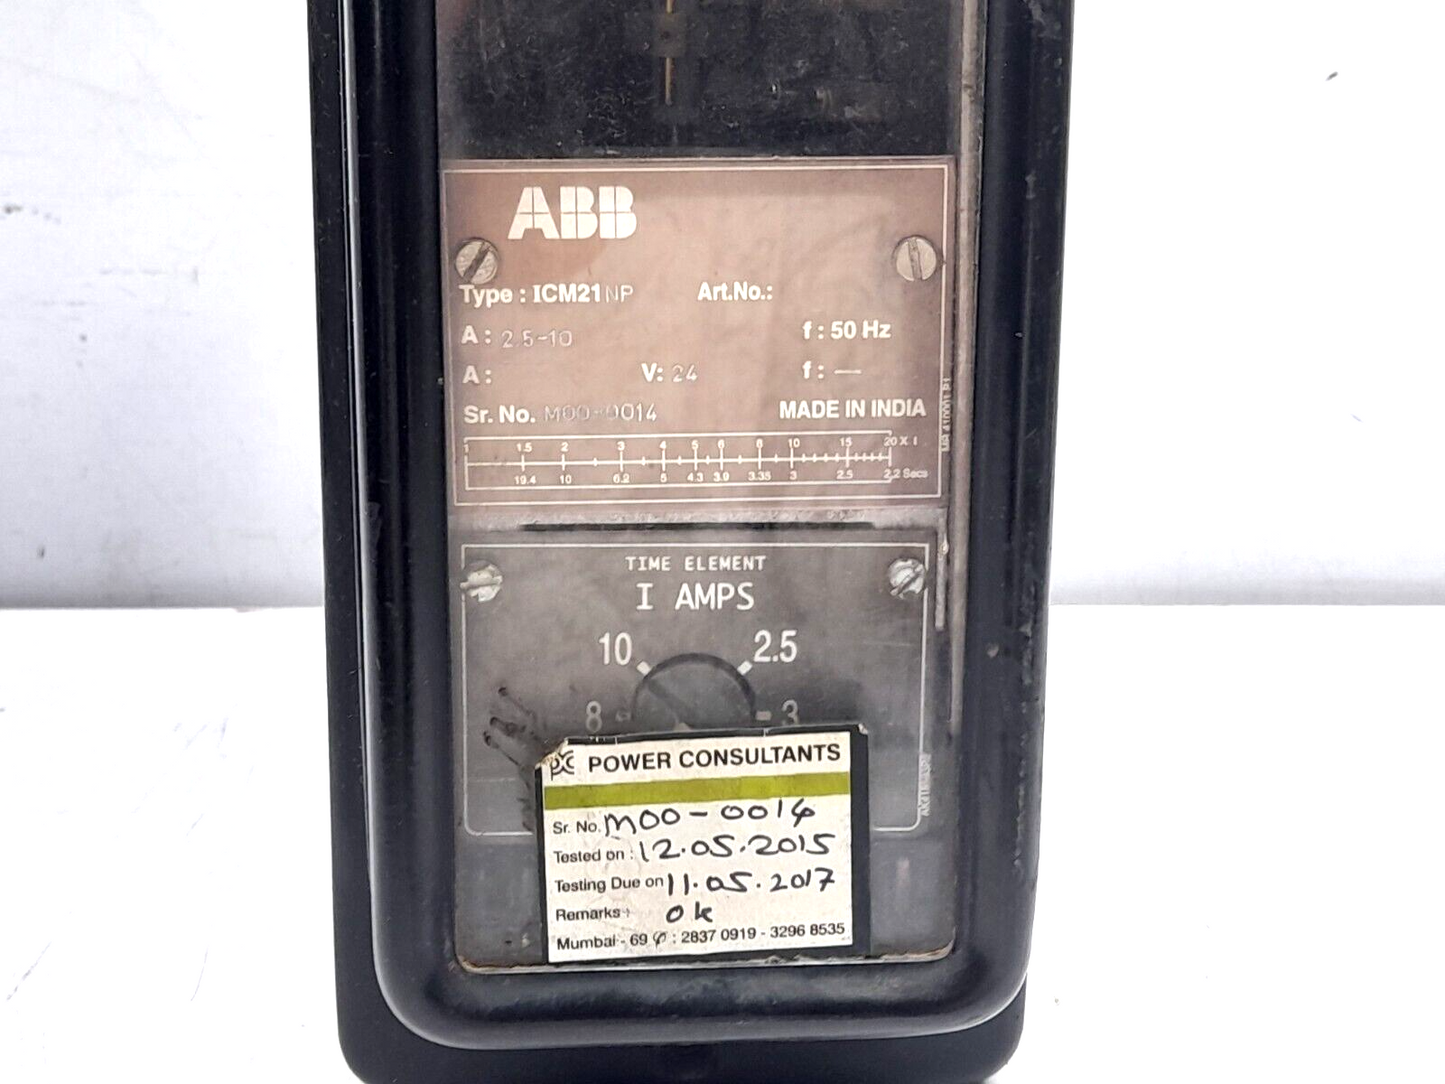 ABB
Type : ICM21NP Art.No.:
A : 2.5-10 f : 50 Hz
A : V: 24 f : —
Sr. No. M00-0014 MADE IN INDIA
1 1.5 2 3 4 5 6 8 10 15 20 X I
19.4 10 6.2 5 4.3 3.9 3.35 3 2.5 2.2 Secs
TIME ELEMENT
I AMPS
10 2.5
8 3
POWER CONSULTANTS
Sr. No. M00-0014
Tested on : 12.05.2015
Testing Due on 11.05.2017
Remarks : ok
Mumbai - 69 : 2837 0919 - 3296 8535